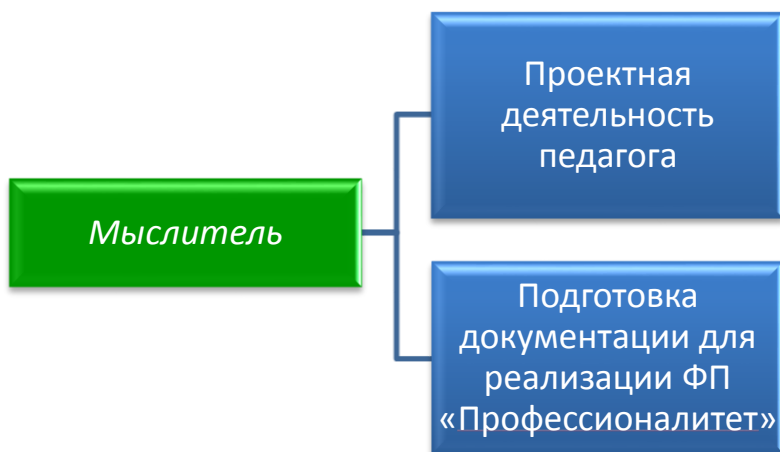 Мыслитель
Проектная
деятельность
педагога
Подготовка
документации для
реализации ФП
«Профессионалитет»